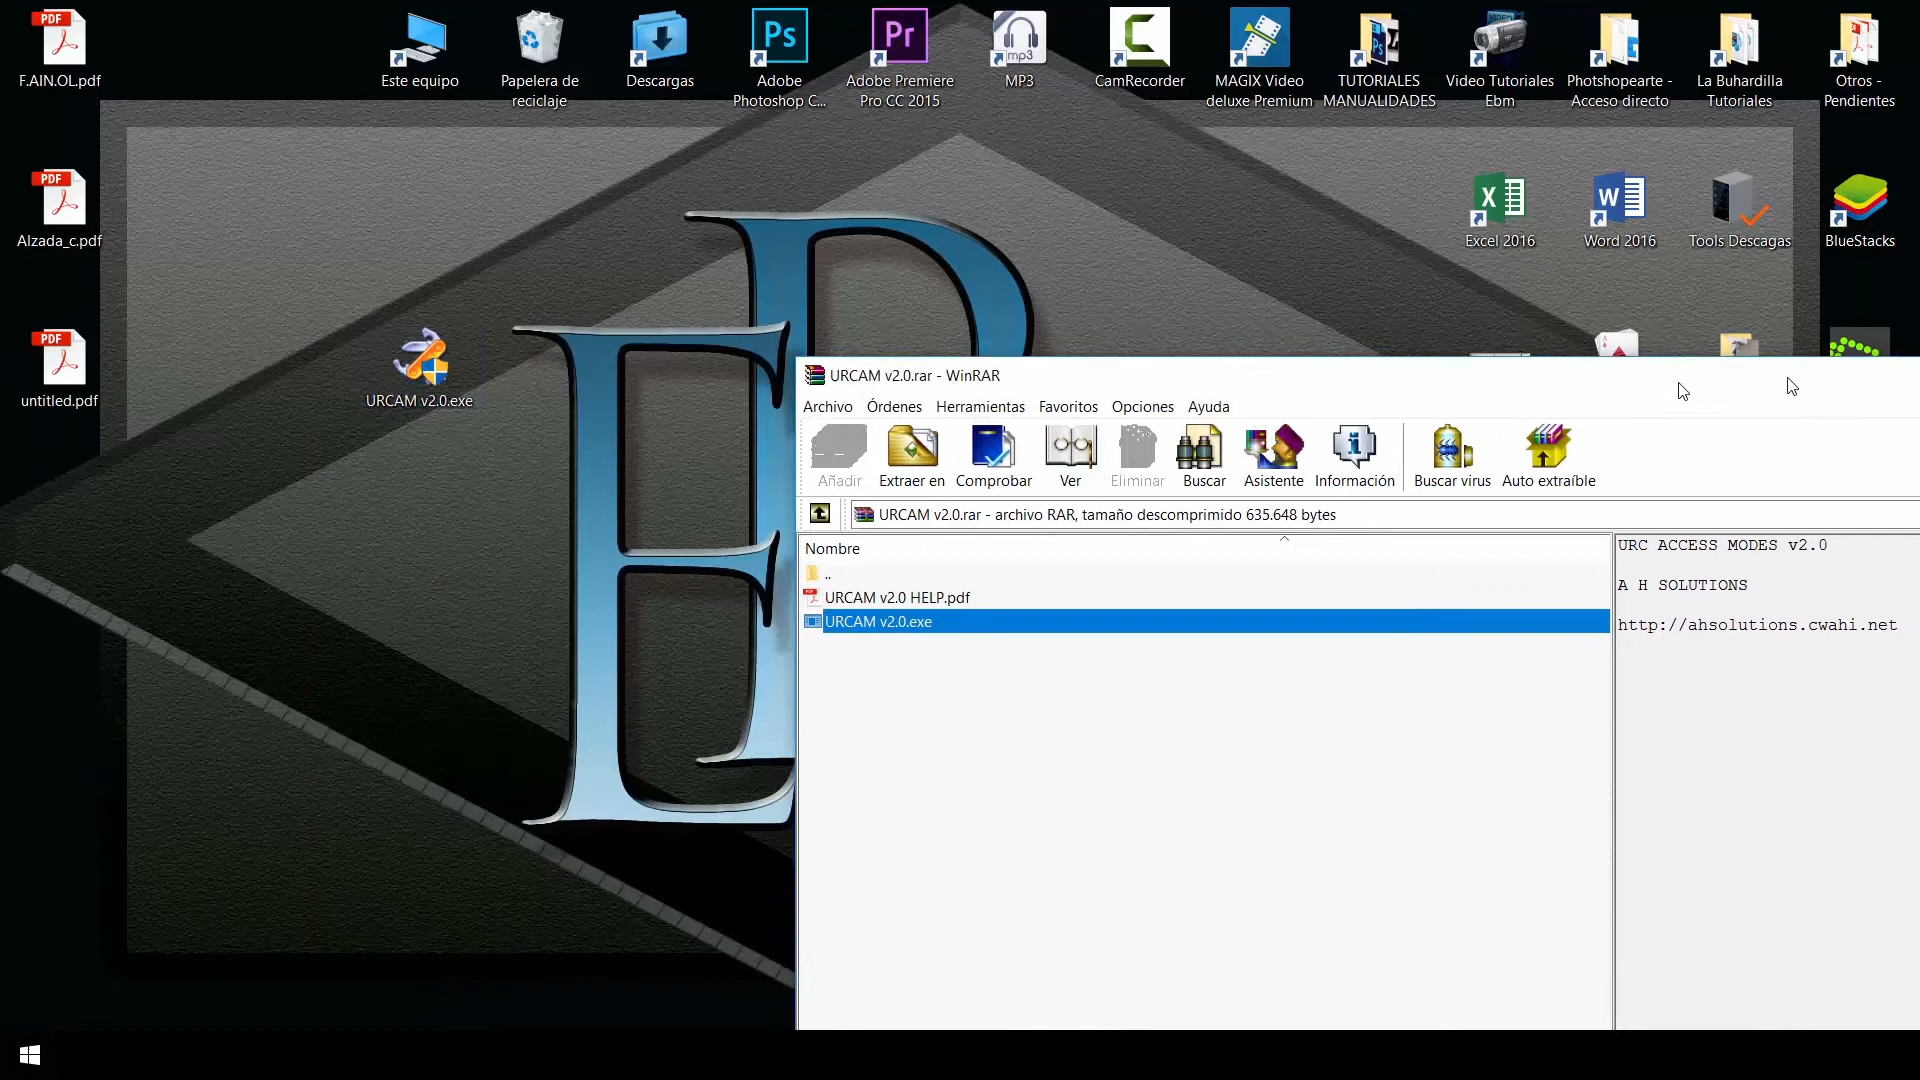 F.AIN.OL.pdf
Este equipo
Papelera de
reciclaje
Descargas
Ps
Adobe
Photoshop C...
Pr
Adobe Premiere
Pro CC 2015
mp3
MP3
CamRecorder
MAGIX Video
deluxe Premium
TUTORIALES
MANUALIDADES
Video Tutoriales
Ebm
Photshopearte -
Acceso directo
La Buhardilla
Tutoriales
Otros -
Pendientes
PDF
Alzada_c.pdf
Excel 2016
Word 2016
Tools Descagas
BlueStacks
PDF
untitled.pdf
URCAM v2.0.exe
URCAM v2.0.rar - WinRAR
Archivo Órdenes Herramientas Favoritos Opciones Ayuda
Añadir Extraer en Comprobar Ver Eliminar Buscar Asistente Información Buscar virus Auto extraíble
URCAM v2.0.rar - archivo RAR, tamaño descomprimido 635.648 bytes
Nombre
..
URCAM v2.0 HELP.pdf
URCAM v2.0.exe
URC ACCESS MODES v2.0
A H SOLUTIONS
http://ahsolutions.cwahi.net